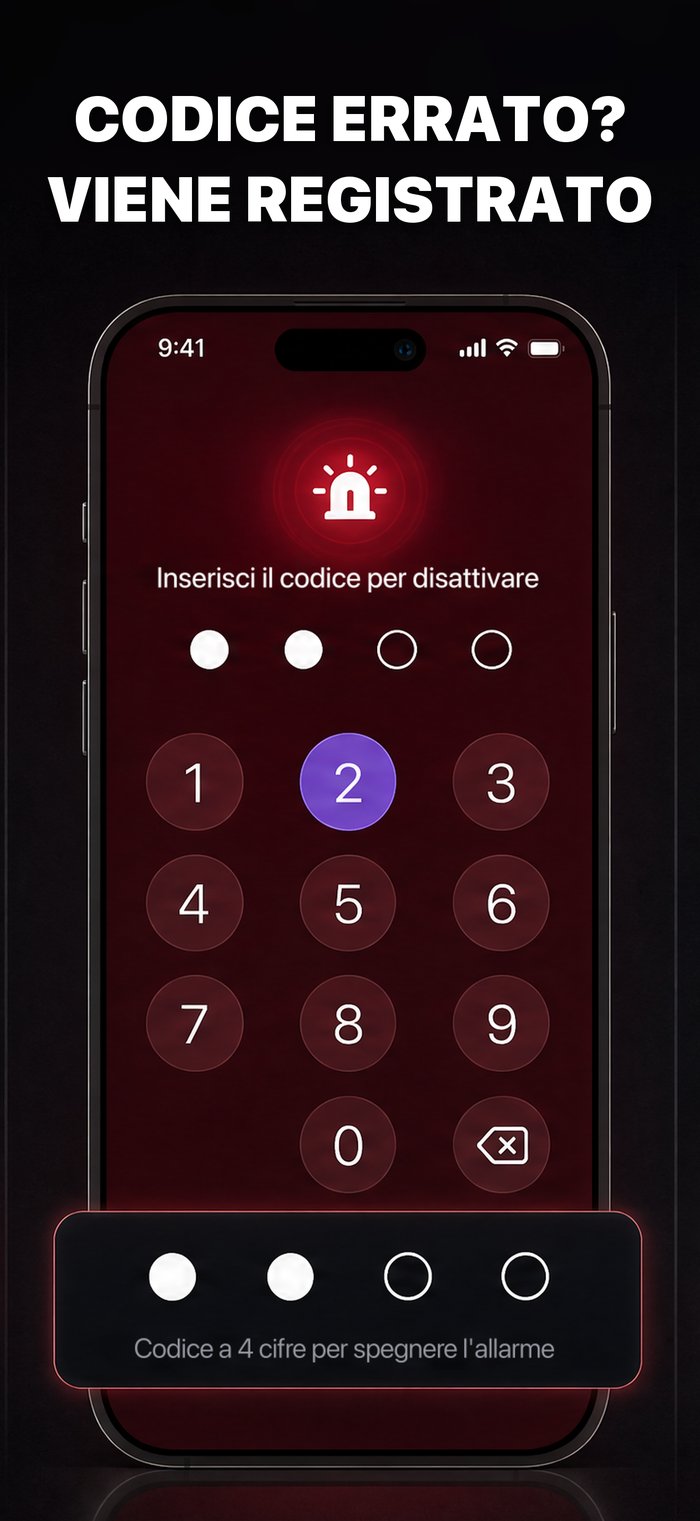 CODICE ERRATO?
VIENE REGISTRATO
9:41
Inserisci il codice per disattivare
1 2 3
4 5 6
7 8 9
0
Codice a 4 cifre per spegnere l'allarme